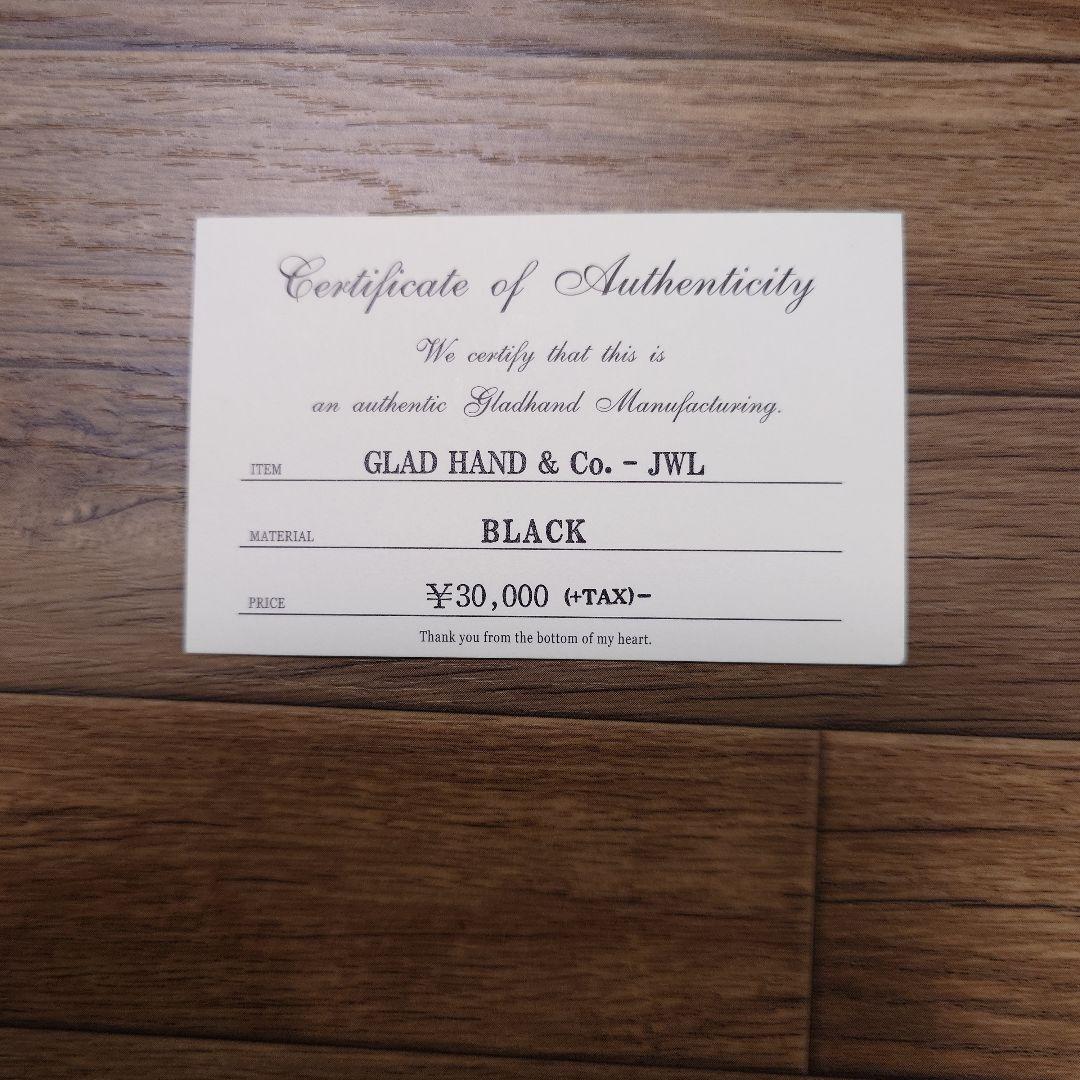 Certificate of Authenticity
We certify that this is
an authentic Gladhand Manufacturing.
ITEM GLAD HAND & Co. - JWL
MATERIAL BLACK
PRICE ¥30,000 (+TAX)-
Thank you from the bottom of my heart.